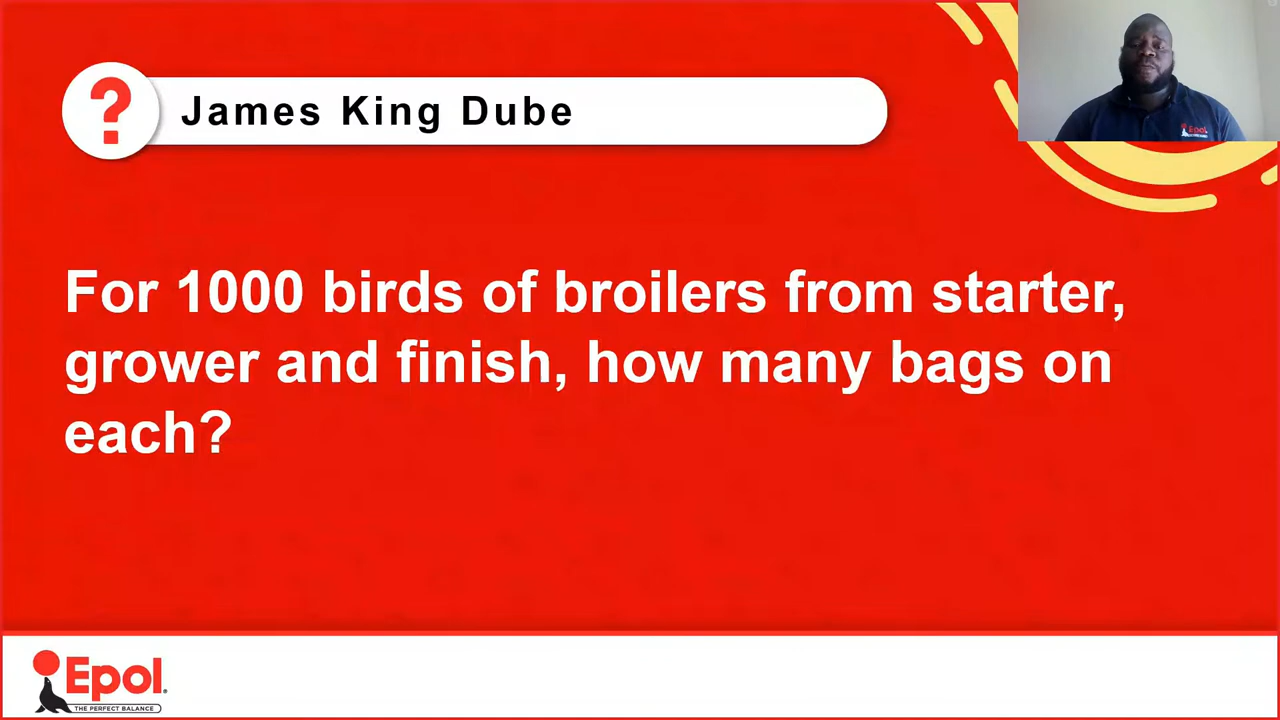 ?
James King Dube
For 1000 birds of broilers from starter,
grower and finish, how many bags on
each?
Epol
Epol
THE PERFECT BALANCE